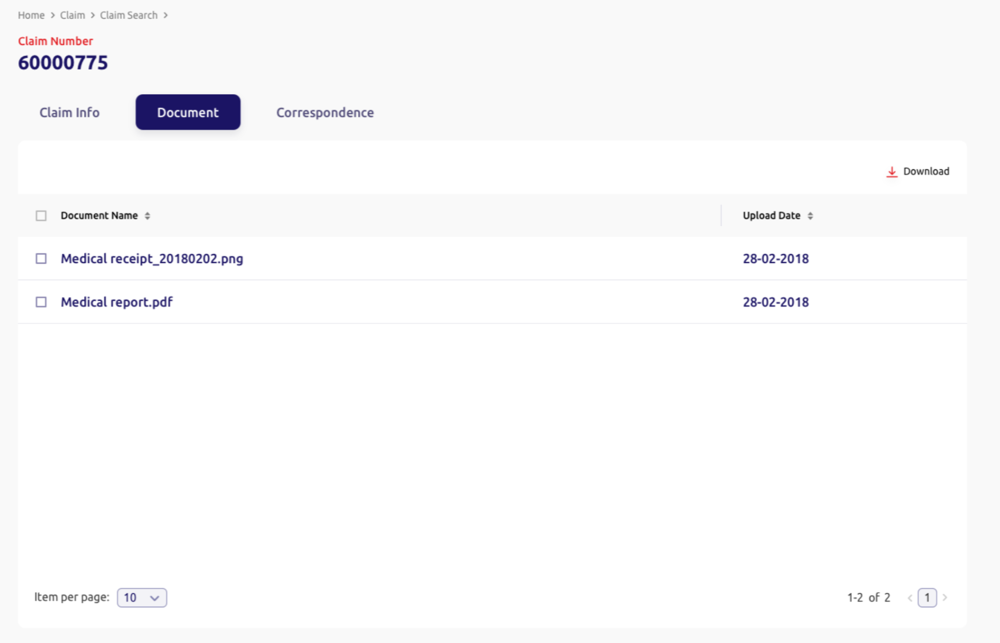 Home > Claim > Claim Search >
Claim Number
60000775
Claim Info Document Correspondence
Download
Document Name Upload Date
Medical receipt_20180202.png 28-02-2018
Medical report.pdf 28-02-2018
Item per page: 10 1-2 of 2 < 1 >